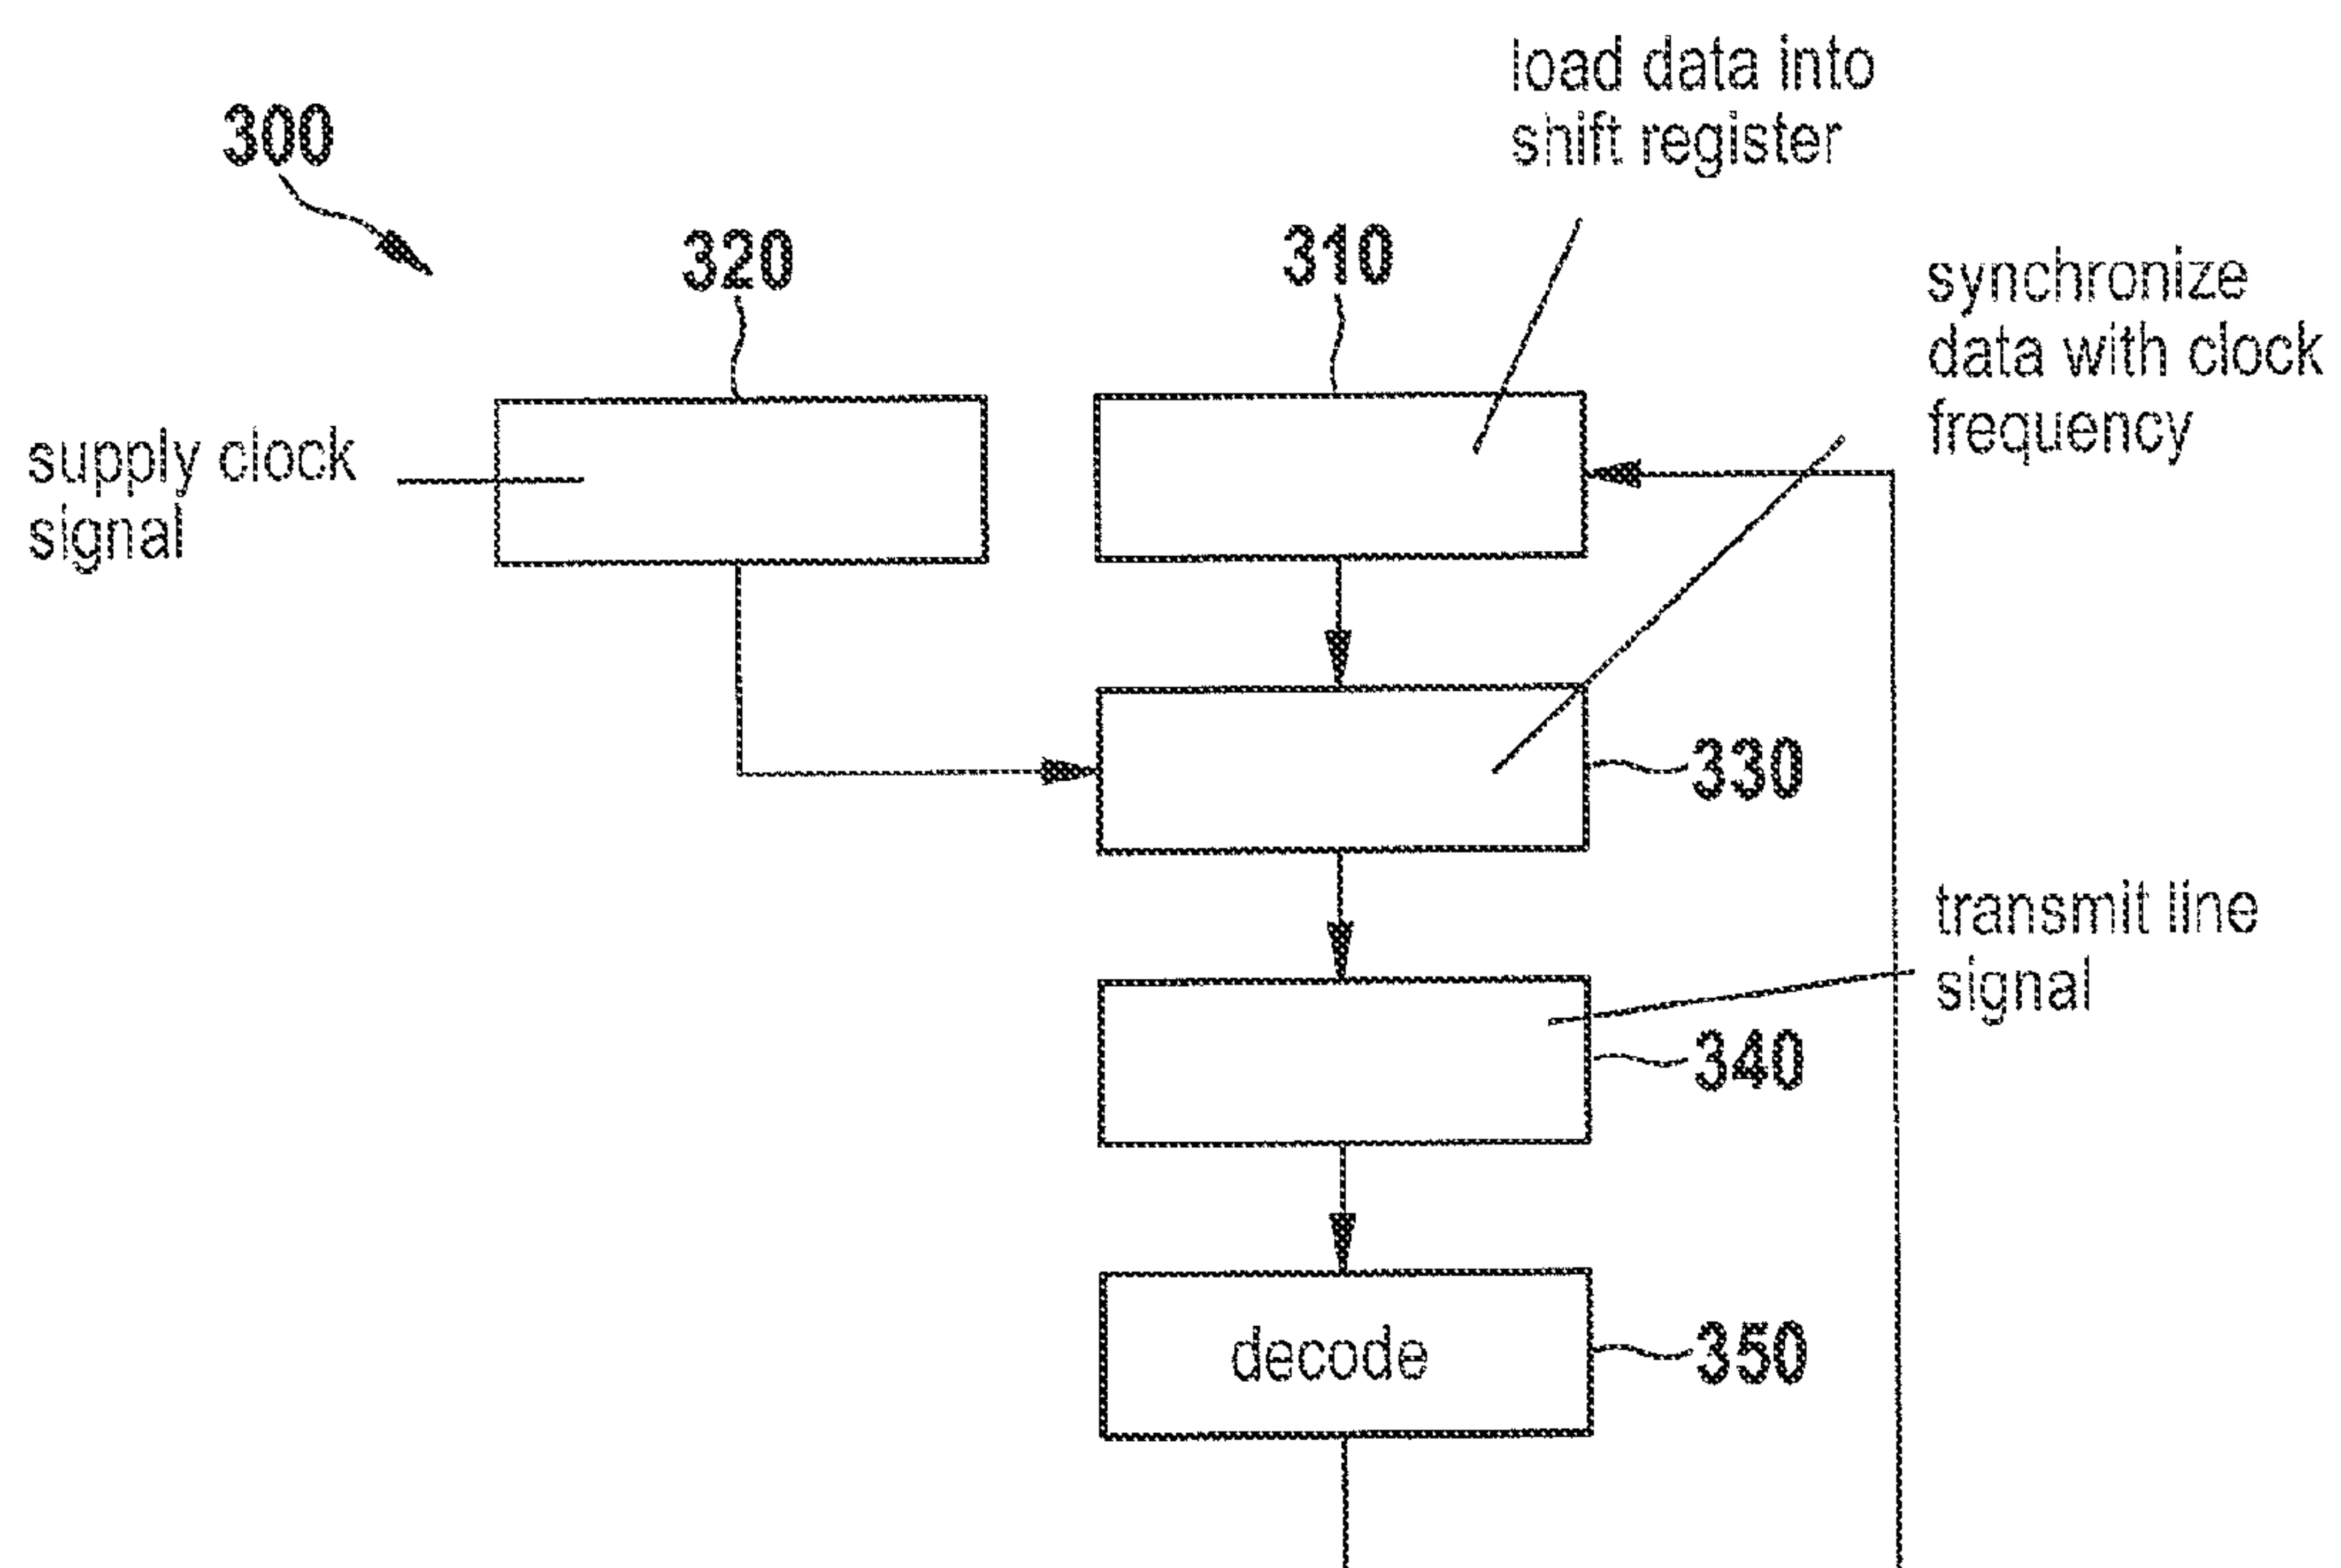 load data into
shift register
300
320
310
synchronize
data with clock
frequency
supply clock
signal
330
transmit line
signal
340
decode
350